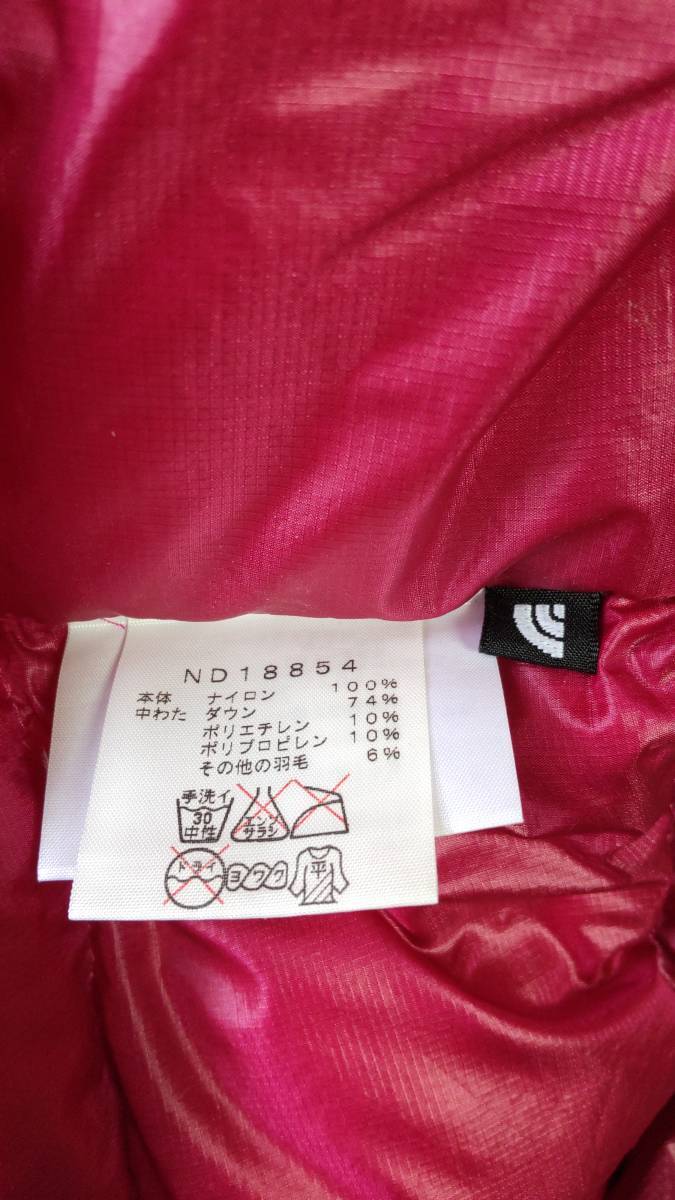 ND18854
本体 ナイロン 100%
中わた ダウン 74%
ポリエチレン 10%
ポリプロピレン 10%
その他の羽毛 6%
手洗イ
30
中性
エンソ
サラシ
ドライ
ヨワク
平